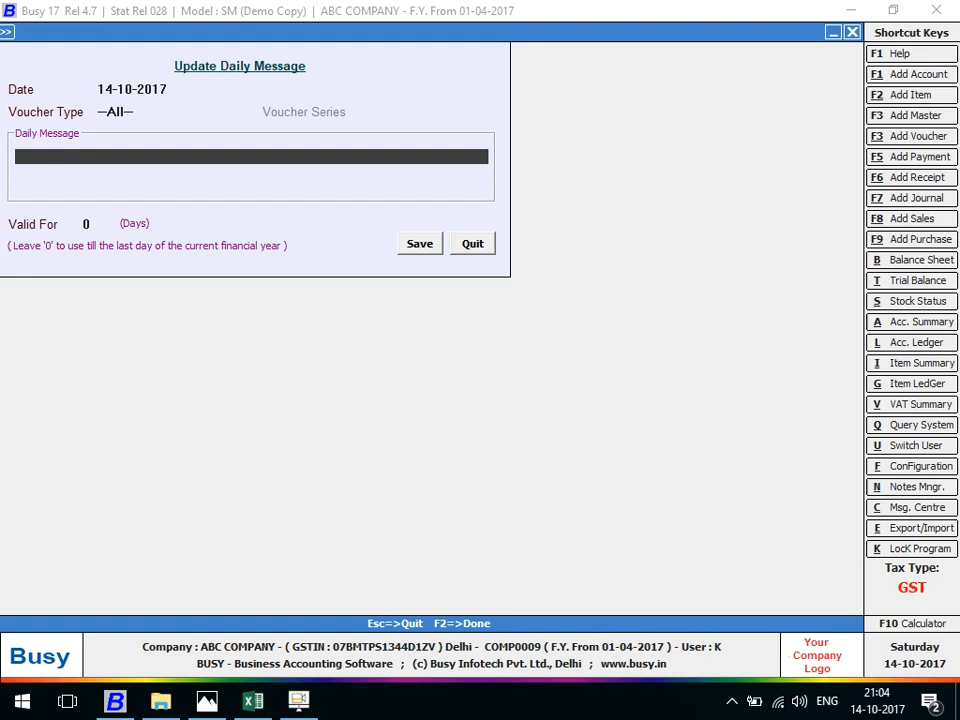 Busy 17 Rel 4.7 | Stat Rel 028 | Model : SM (Demo Copy) | ABC COMPANY - F.Y. From 01-04-2017
>>
Update Daily Message
Date 14-10-2017
Voucher Type --All-- Voucher Series
Daily Message
Valid For 0 (Days)
( Leave '0' to use till the last day of the current financial year )
Save Quit
Shortcut Keys
F1 Help
F1 Add Account
F2 Add Item
F3 Add Master
F3 Add Voucher
F5 Add Payment
F6 Add Receipt
F7 Add Journal
F8 Add Sales
F9 Add Purchase
B Balance Sheet
T Trial Balance
S Stock Status
A Acc. Summary
L Acc. Ledger
I Item Summary
G Item LedGer
V VAT Summary
Q Query System
U Switch User
F ConFiguration
N Notes Mngr.
C Msg. Centre
E Export/Import
K LocK Program
Tax Type:
GST
Esc=>Quit F2=>Done
F10 Calculator
Busy
Company : ABC COMPANY - ( GSTIN : 07BMTPS1344D1ZV ) Delhi - COMP0009 ( F.Y. From 01-04-2017 ) - User : K
BUSY - Business Accounting Software ; (c) Busy Infotech Pvt. Ltd., Delhi ; www.busy.in
Your
Company
Logo
Saturday
14-10-2017
ENG
21:04
14-10-2017
2